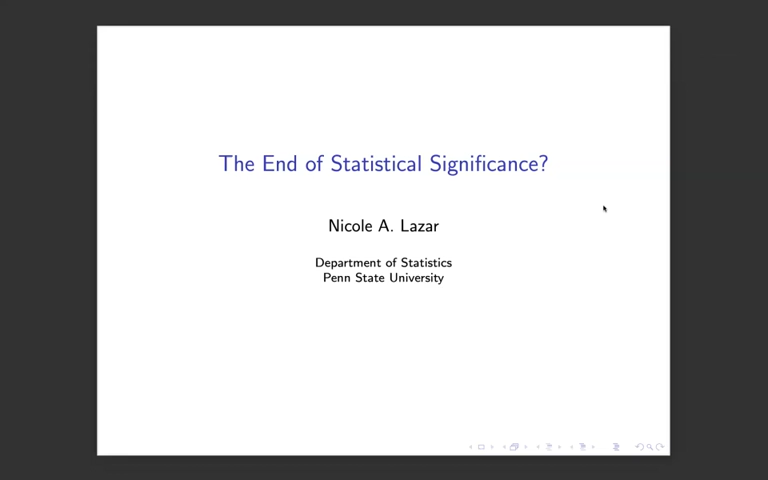 The End of Statistical Significance?
Nicole A. Lazar
Department of Statistics
Penn State University